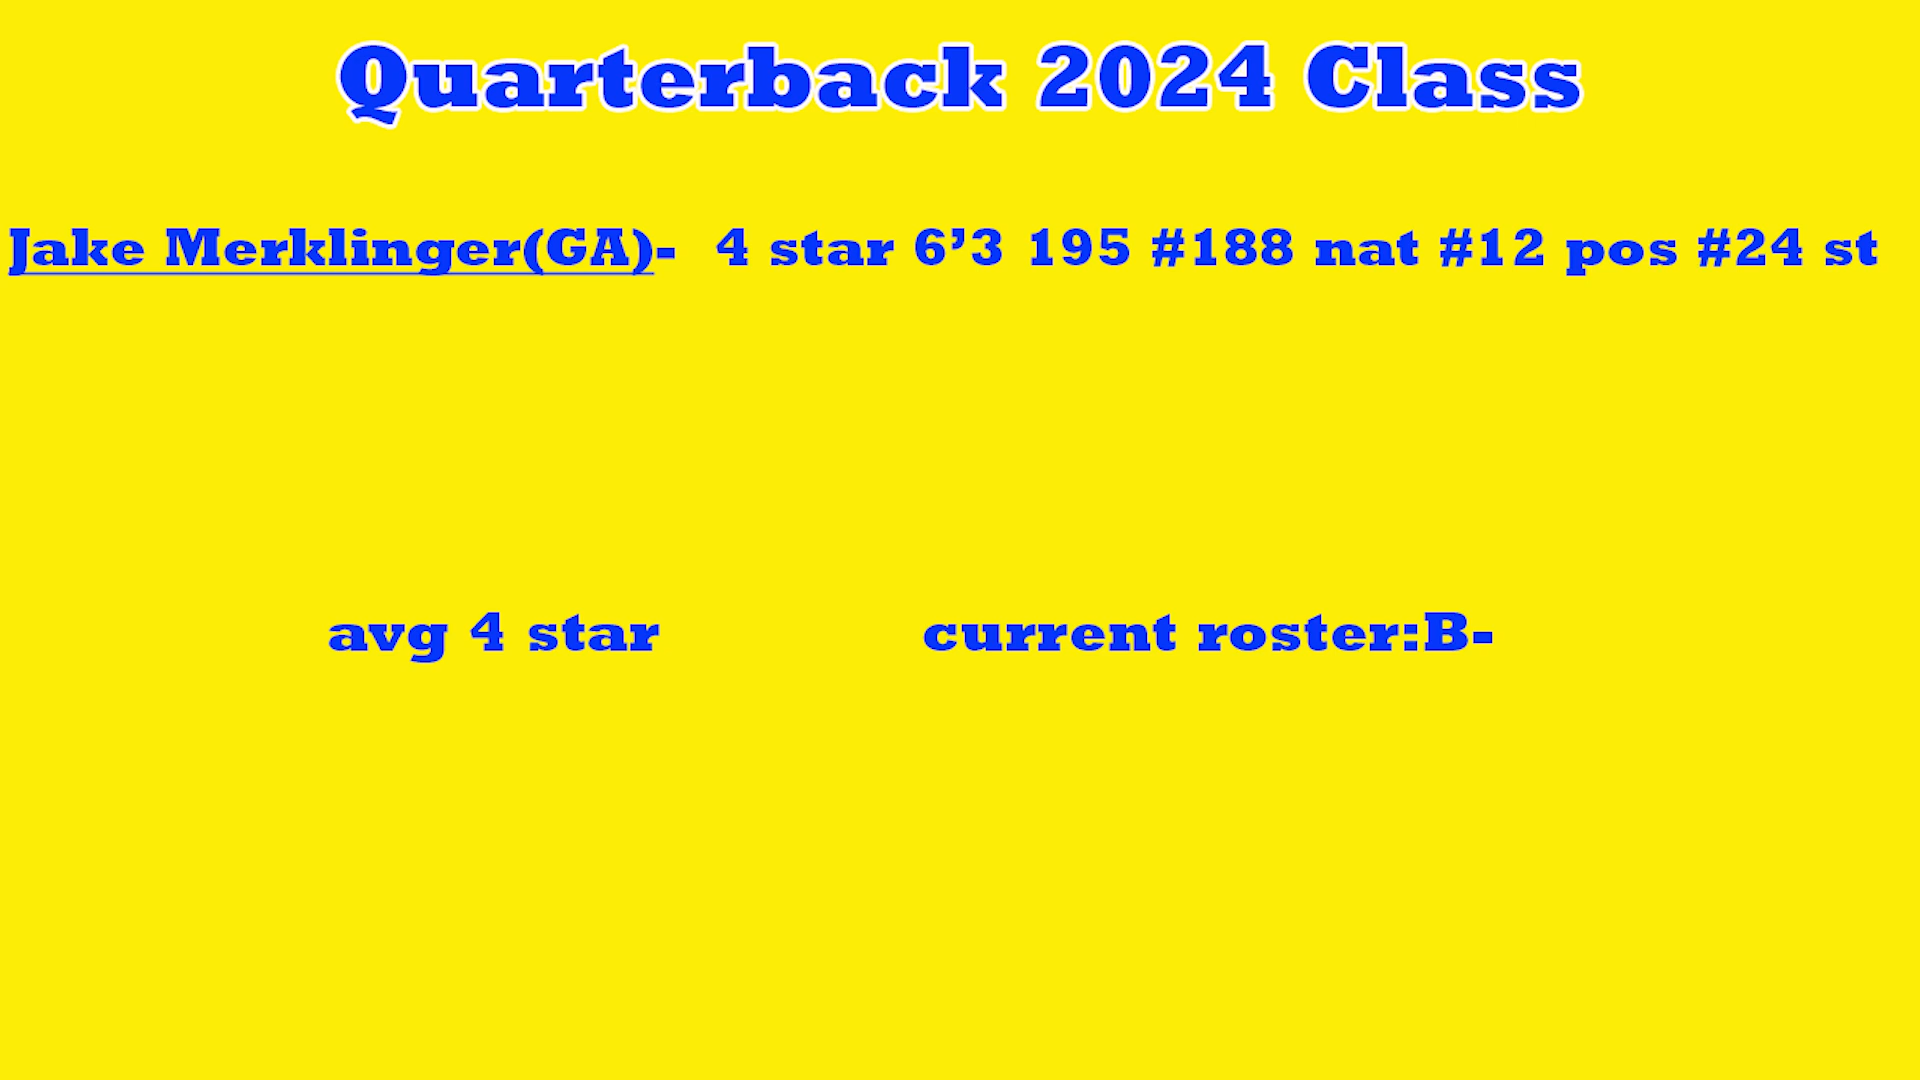 Quarterback 2024 Class
Jake Merklinger(GA)- 4 star 6’3 195 #188 nat #12 pos #24 st
avg 4 star current roster:B-